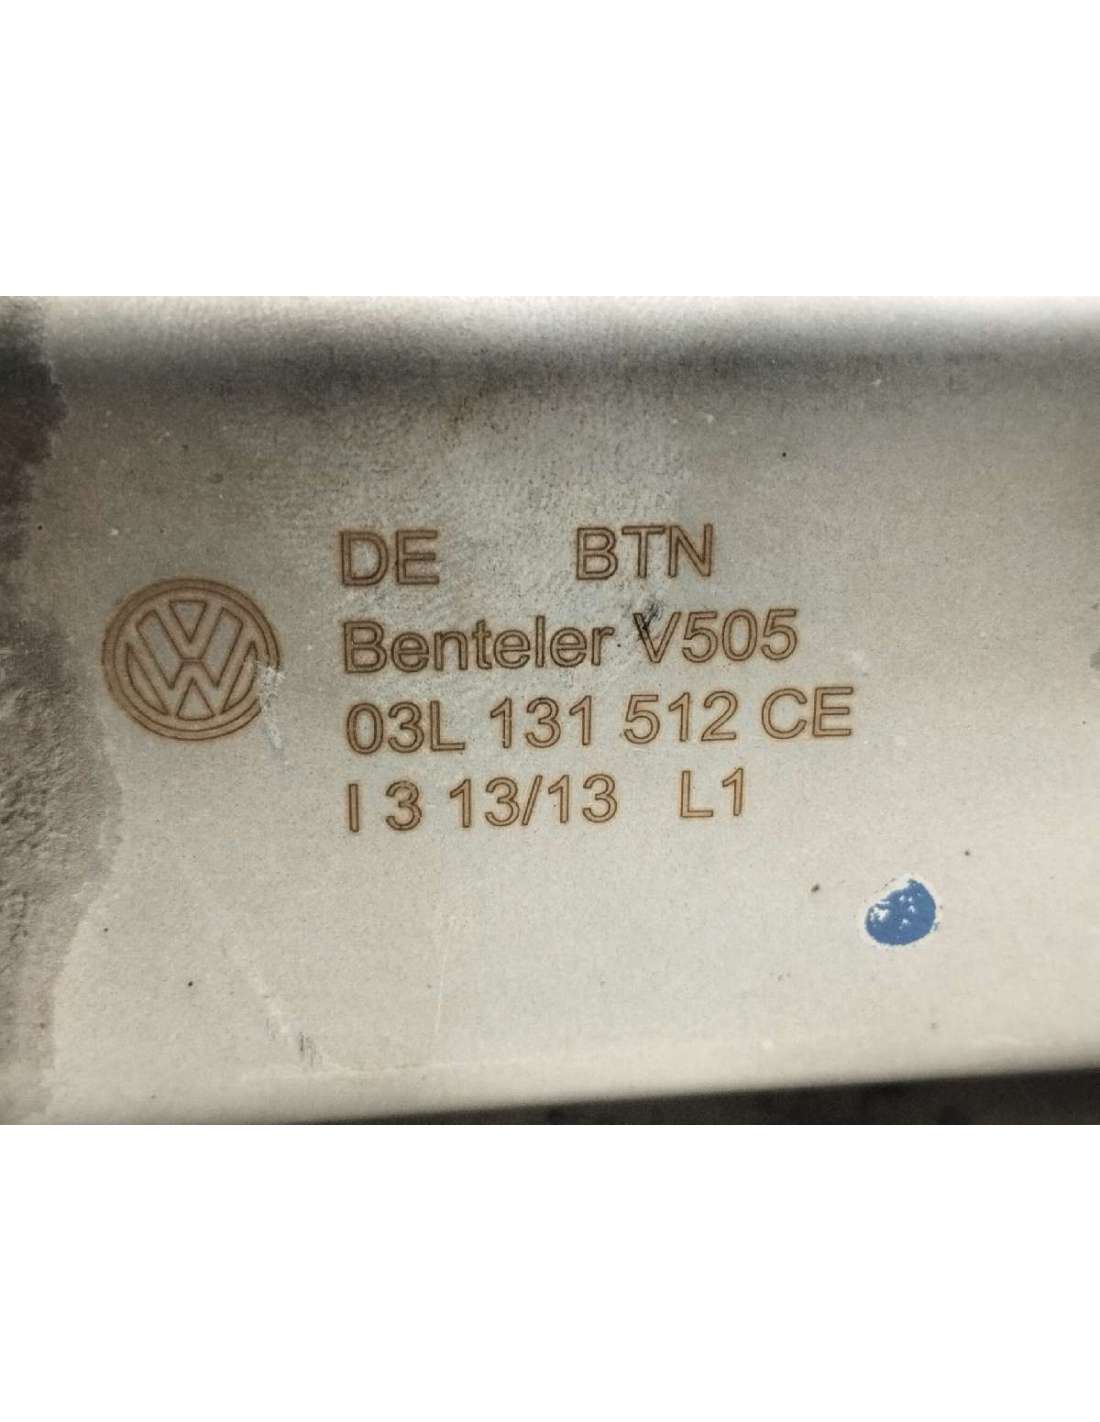 DE BTN
Benteler V505
03L 131 512 CE
I 3 13/13 L1